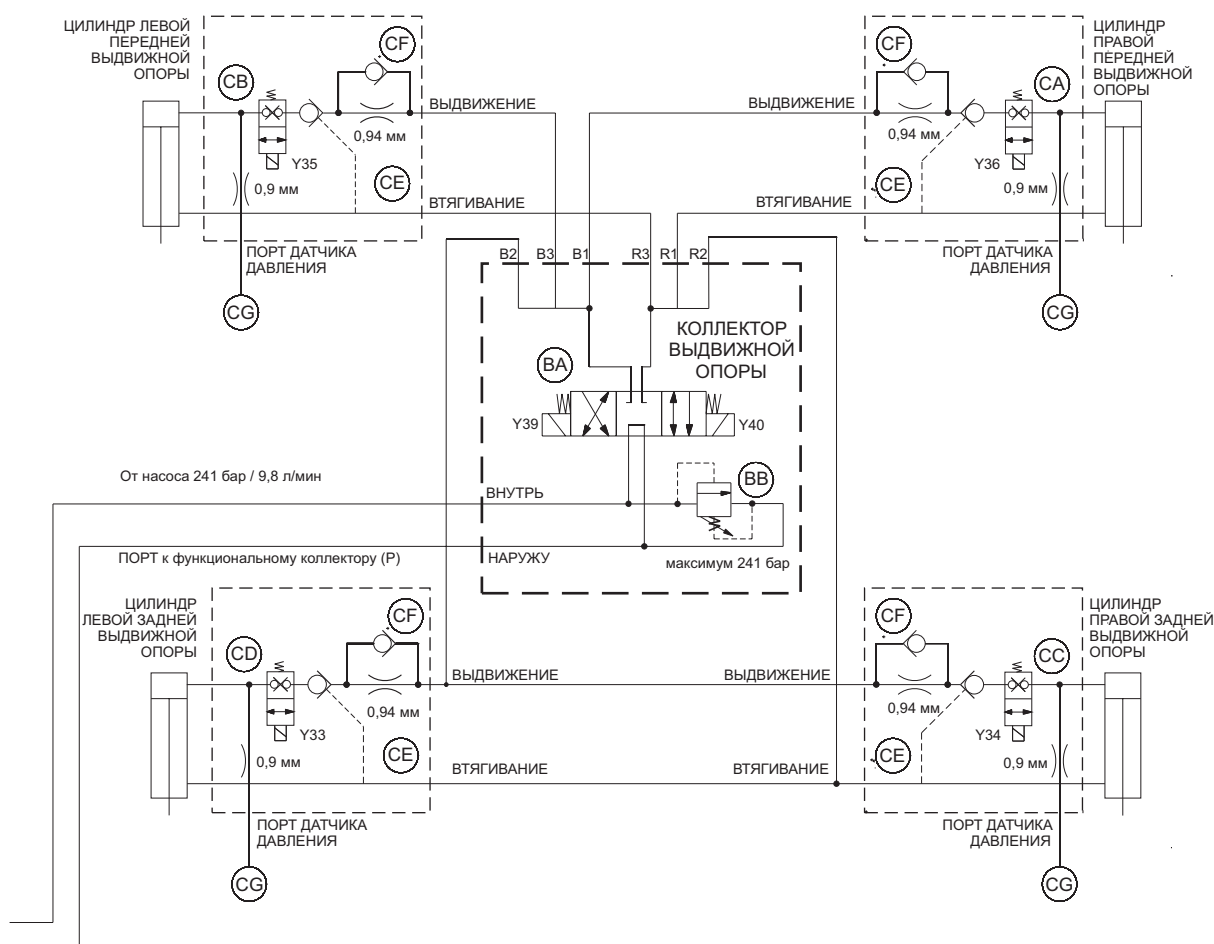 ЦИЛИНДР ЛЕВОЙ
ПЕРЕДНЕЙ
ВЫДВИЖНОЙ
ОПОРЫ
CB
CF
ВЫДВИЖЕНИЕ
0,94 мм
Y35
0,9 мм
CE
ВТЯГИВАНИЕ
ПОРТ ДАТЧИКА
ДАВЛЕНИЯ
CG
ЦИЛИНДР
ПРАВОЙ
ПЕРЕДНЕЙ
ВЫДВИЖНОЙ
ОПОРЫ
CF
CA
ВЫДВИЖЕНИЕ
0,94 мм
Y36
CE
0,9 мм
ВТЯГИВАНИЕ
ПОРТ ДАТЧИКА
ДАВЛЕНИЯ
CG
B2 B3 B1 R3 R1 R2
КОЛЛЕКТОР
ВЫДВИЖНОЙ
ОПОРЫ
BA
Y39
Y40
От насоса 241 бар / 9,8 л/мин
ВНУТРЬ
BB
ПОРТ к функциональному коллектору (P)
НАРУЖУ
максимум 241 бар
ЦИЛИНДР
ЛЕВОЙ ЗАДНЕЙ
ВЫДВИЖНОЙ
ОПОРЫ
CD
CF
ВЫДВИЖЕНИЕ
0,94 мм
Y33
0,9 мм
CE
ВТЯГИВАНИЕ
ПОРТ ДАТЧИКА
ДАВЛЕНИЯ
CG
ЦИЛИНДР
ПРАВОЙ ЗАДНЕЙ
ВЫДВИЖНОЙ
ОПОРЫ
CF
CC
ВЫДВИЖЕНИЕ
0,94 мм
Y34
CE
0,9 мм
ВТЯГИВАНИЕ
ПОРТ ДАТЧИКА
ДАВЛЕНИЯ
CG